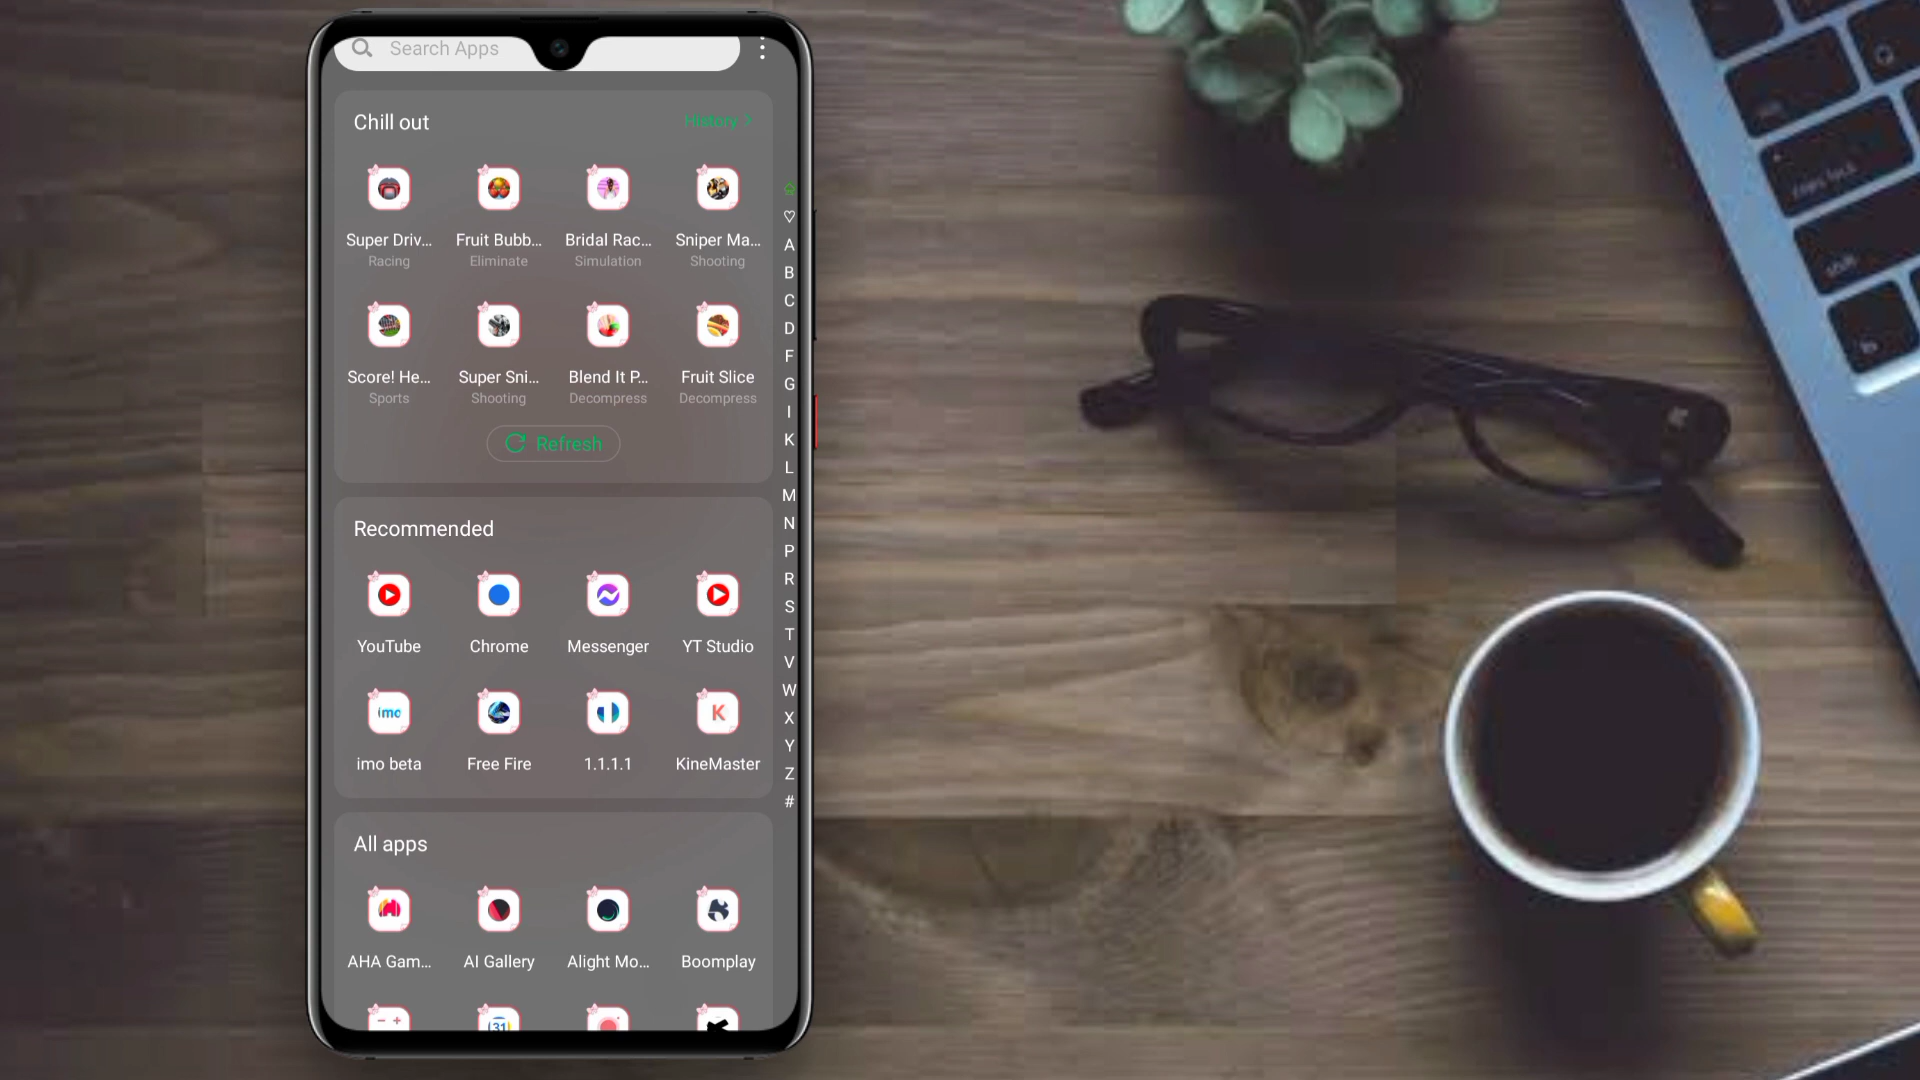 Search Apps
Chill out
History >
Super Driv...
Fruit Bubb...
Bridal Rac...
Sniper Ma...
Racing
Eliminate
Simulation
Shooting
Score! He...
Super Sni...
Blend It P...
Fruit Slice
Sports
Shooting
Decompress
Decompress
Refresh
Recommended
YouTube
Chrome
Messenger
YT Studio
imo
K
imo beta
Free Fire
1.1.1.1
KineMaster
All apps
AHA Gam...
AI Gallery
Alight Mo...
Boomplay
31
A
B
C
D
F
G
I
K
L
M
N
P
R
S
T
V
W
X
Y
Z
#
shift